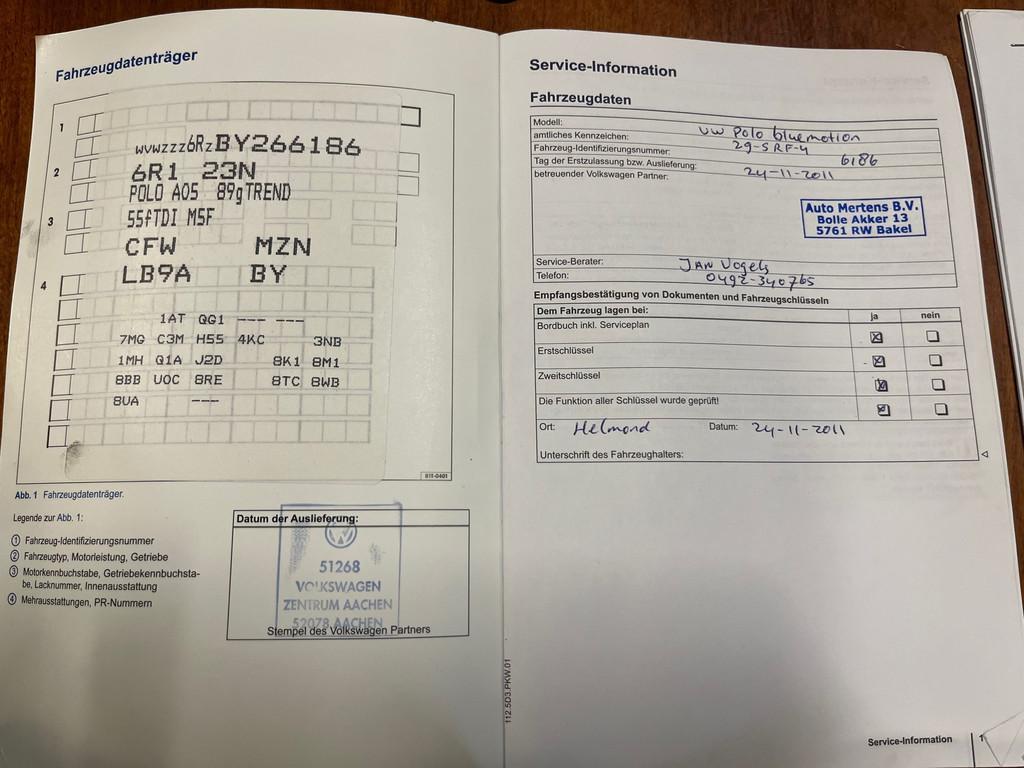 Fahrzeugdatenträger
1
WVWZZZ6RZBY266186
2
6R1 23N
POLO A05 89gTREND
3
55fTDI M5F
CFW MZN
4
LB9A BY
1AT QG1 --- ---
7MG C3M H55 4KC 3NB
1MH Q1A J2D 8K1 8M1
8BB U0C 8RE 8TC 8WB
8UA ---
B1T-0401
Abb. 1 Fahrzeugdatenträger.
Legende zur Abb. 1:
① Fahrzeug-Identifizierungsnummer
② Fahrzeugtyp, Motorleistung, Getriebe
③ Motorkennbuchstabe, Getriebekennbuchsta-
be, Lacknummer, Innenausstattung
④ Mehrausstattungen, PR-Nummern
Datum der Auslieferung:
51268
VOLKSWAGEN
ZENTRUM AACHEN
52078 AACHEN
Stempel des Volkswagen Partners
Service-Information
Fahrzeugdaten
Modell: VW Polo bluemotion
amtliches Kennzeichen: 29-SRF-4
Fahrzeug-Identifizierungsnummer: 6186
Tag der Erstzulassung bzw. Auslieferung: 24-11-2011
betreuender Volkswagen Partner:
Auto Mertens B.V.
Bolle Akker 13
5761 RW Bakel
Service-Berater: JAN Vogels
Telefon: 0492-340765
Empfangsbestätigung von Dokumenten und Fahrzeugschlüsseln
Dem Fahrzeug lagen bei: ja nein
Bordbuch inkl. Serviceplan
Erstschlüssel
Zweitschlüssel
Die Funktion aller Schlüssel wurde geprüft!
Ort: Helmond Datum: 24-11-2011
Unterschrift des Fahrzeughalters:
112.5D3.PKW.01
Service-Information 1